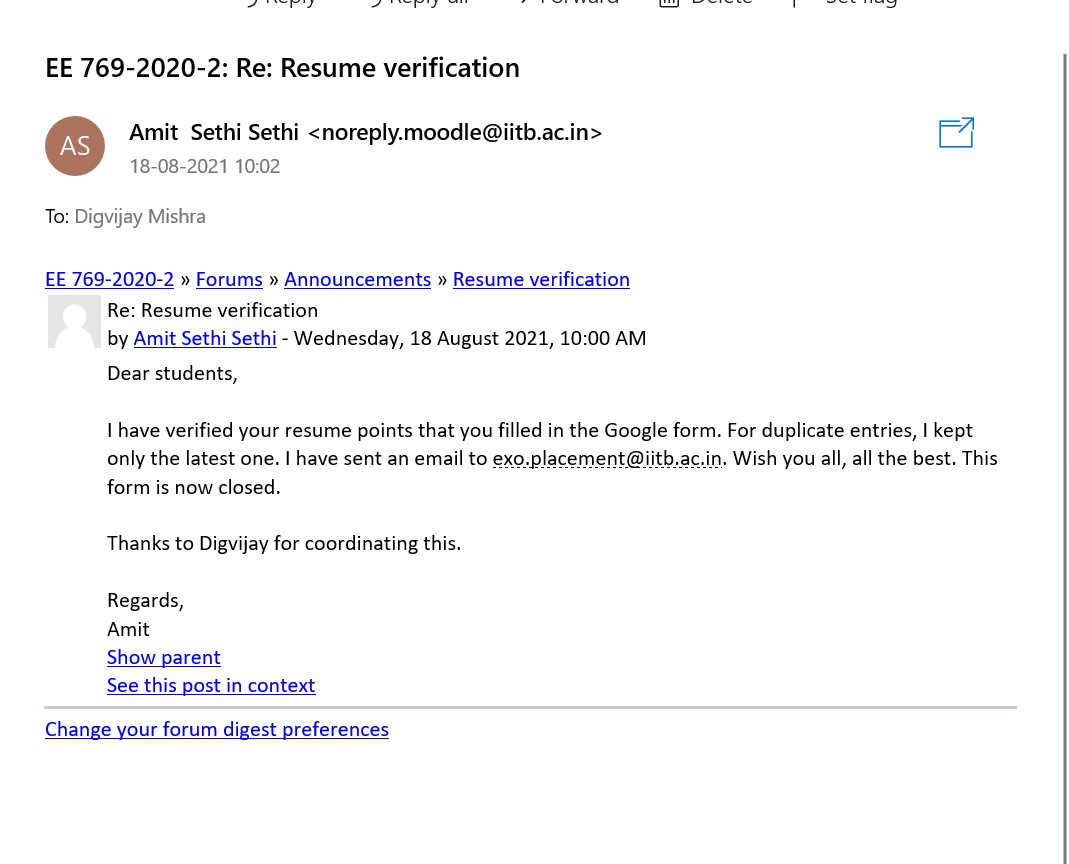 Reply Reply all Forward Delete Set flag
EE 769-2020-2: Re: Resume verification
AS
Amit Sethi Sethi <noreply.moodle@iitb.ac.in>
18-08-2021 10:02
To: Digvijay Mishra
EE 769-2020-2 » Forums » Announcements » Resume verification
Re: Resume verification
by Amit Sethi Sethi - Wednesday, 18 August 2021, 10:00 AM
Dear students,
I have verified your resume points that you filled in the Google form. For duplicate entries, I kept
only the latest one. I have sent an email to exo.placement@iitb.ac.in. Wish you all, all the best. This
form is now closed.
Thanks to Digvijay for coordinating this.
Regards,
Amit
Show parent
See this post in context
Change your forum digest preferences